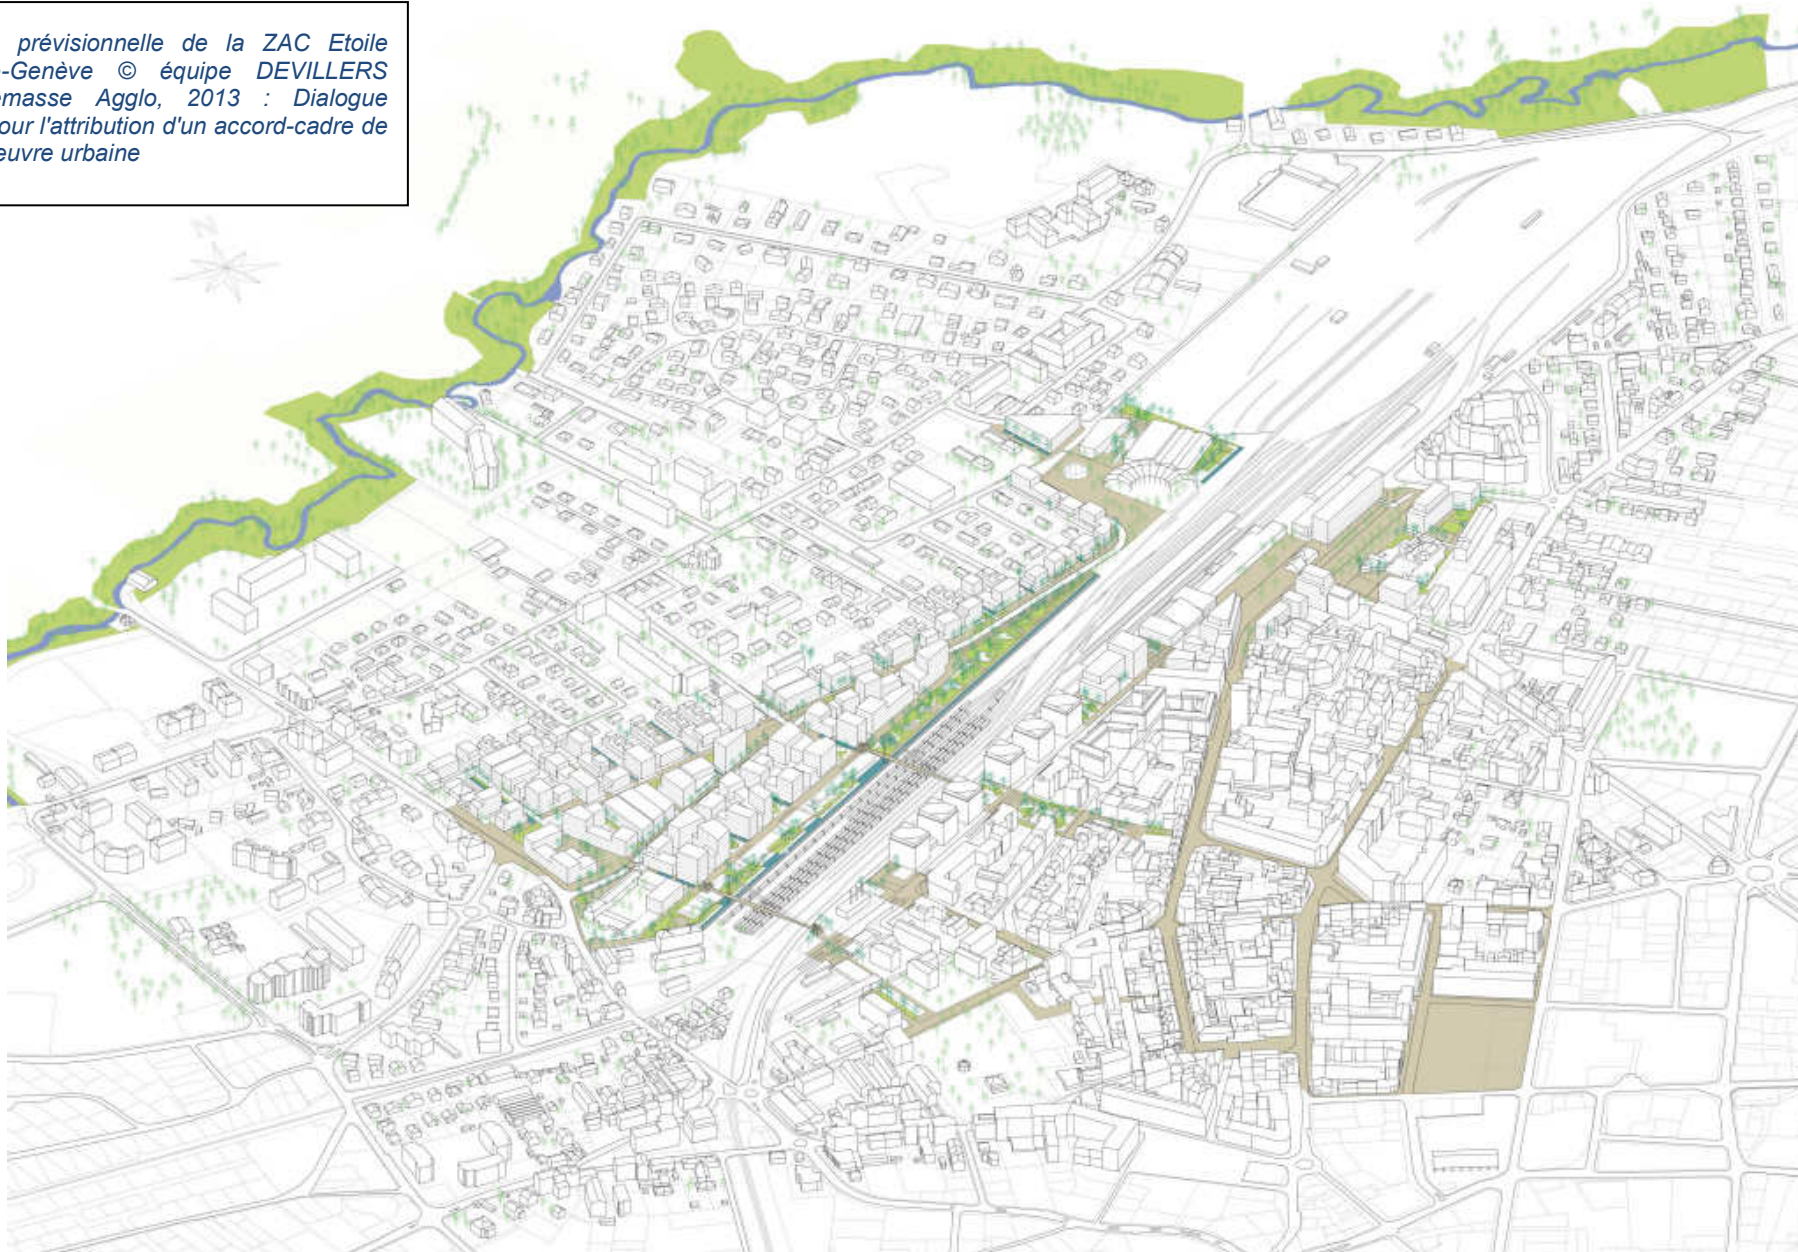 prévisionnelle de la ZAC Etoile
-Genève © équipe DEVILLERS
emasse Agglo, 2013 : Dialogue
our l'attribution d'un accord-cadre de
euvre urbaine
N